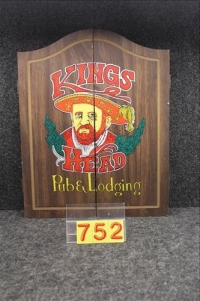 KINGS
HEAD
Pub & Lodging
752